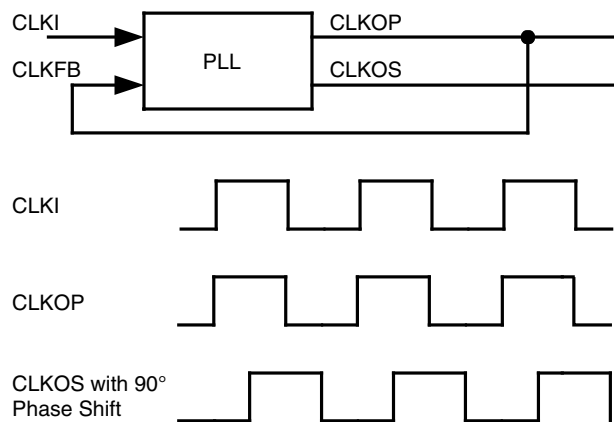 CLKI
CLKOP
CLKFB
PLL
CLKOS
CLKI
CLKOP
CLKOS with 90°
Phase Shift